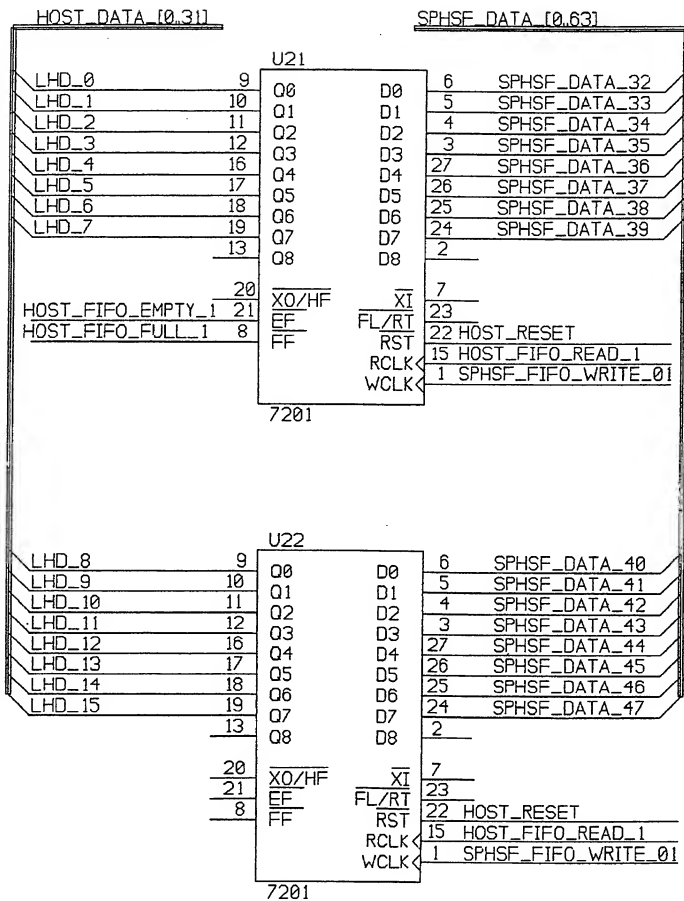 HOST_DATA_[0..31] SPHSF_DATA_[0..63]
U21
LHD_0 9 Q0 D0 6 SPHSF_DATA_32
LHD_1 10 Q1 D1 5 SPHSF_DATA_33
LHD_2 11 Q2 D2 4 SPHSF_DATA_34
LHD_3 12 Q3 D3 3 SPHSF_DATA_35
LHD_4 16 Q4 D4 27 SPHSF_DATA_36
LHD_5 17 Q5 D5 26 SPHSF_DATA_37
LHD_6 18 Q6 D6 25 SPHSF_DATA_38
LHD_7 19 Q7 D7 24 SPHSF_DATA_39
13 Q8 D8 2
20 XO/HF XI 7
HOST_FIFO_EMPTY_1 21 EF FL/RT 23
HOST_FIFO_FULL_1 8 FF RST 22 HOST_RESET
RCLK 15 HOST_FIFO_READ_1
WCLK 1 SPHSF_FIFO_WRITE_01
7201
U22
LHD_8 9 Q0 D0 6 SPHSF_DATA_40
LHD_9 10 Q1 D1 5 SPHSF_DATA_41
LHD_10 11 Q2 D2 4 SPHSF_DATA_42
LHD_11 12 Q3 D3 3 SPHSF_DATA_43
LHD_12 16 Q4 D4 27 SPHSF_DATA_44
LHD_13 17 Q5 D5 26 SPHSF_DATA_45
LHD_14 18 Q6 D6 25 SPHSF_DATA_46
LHD_15 19 Q7 D7 24 SPHSF_DATA_47
13 Q8 D8 2
20 XO/HF XI 7
21 EF FL/RT 23
8 FF RST 22 HOST_RESET
RCLK 15 HOST_FIFO_READ_1
WCLK 1 SPHSF_FIFO_WRITE_01
7201